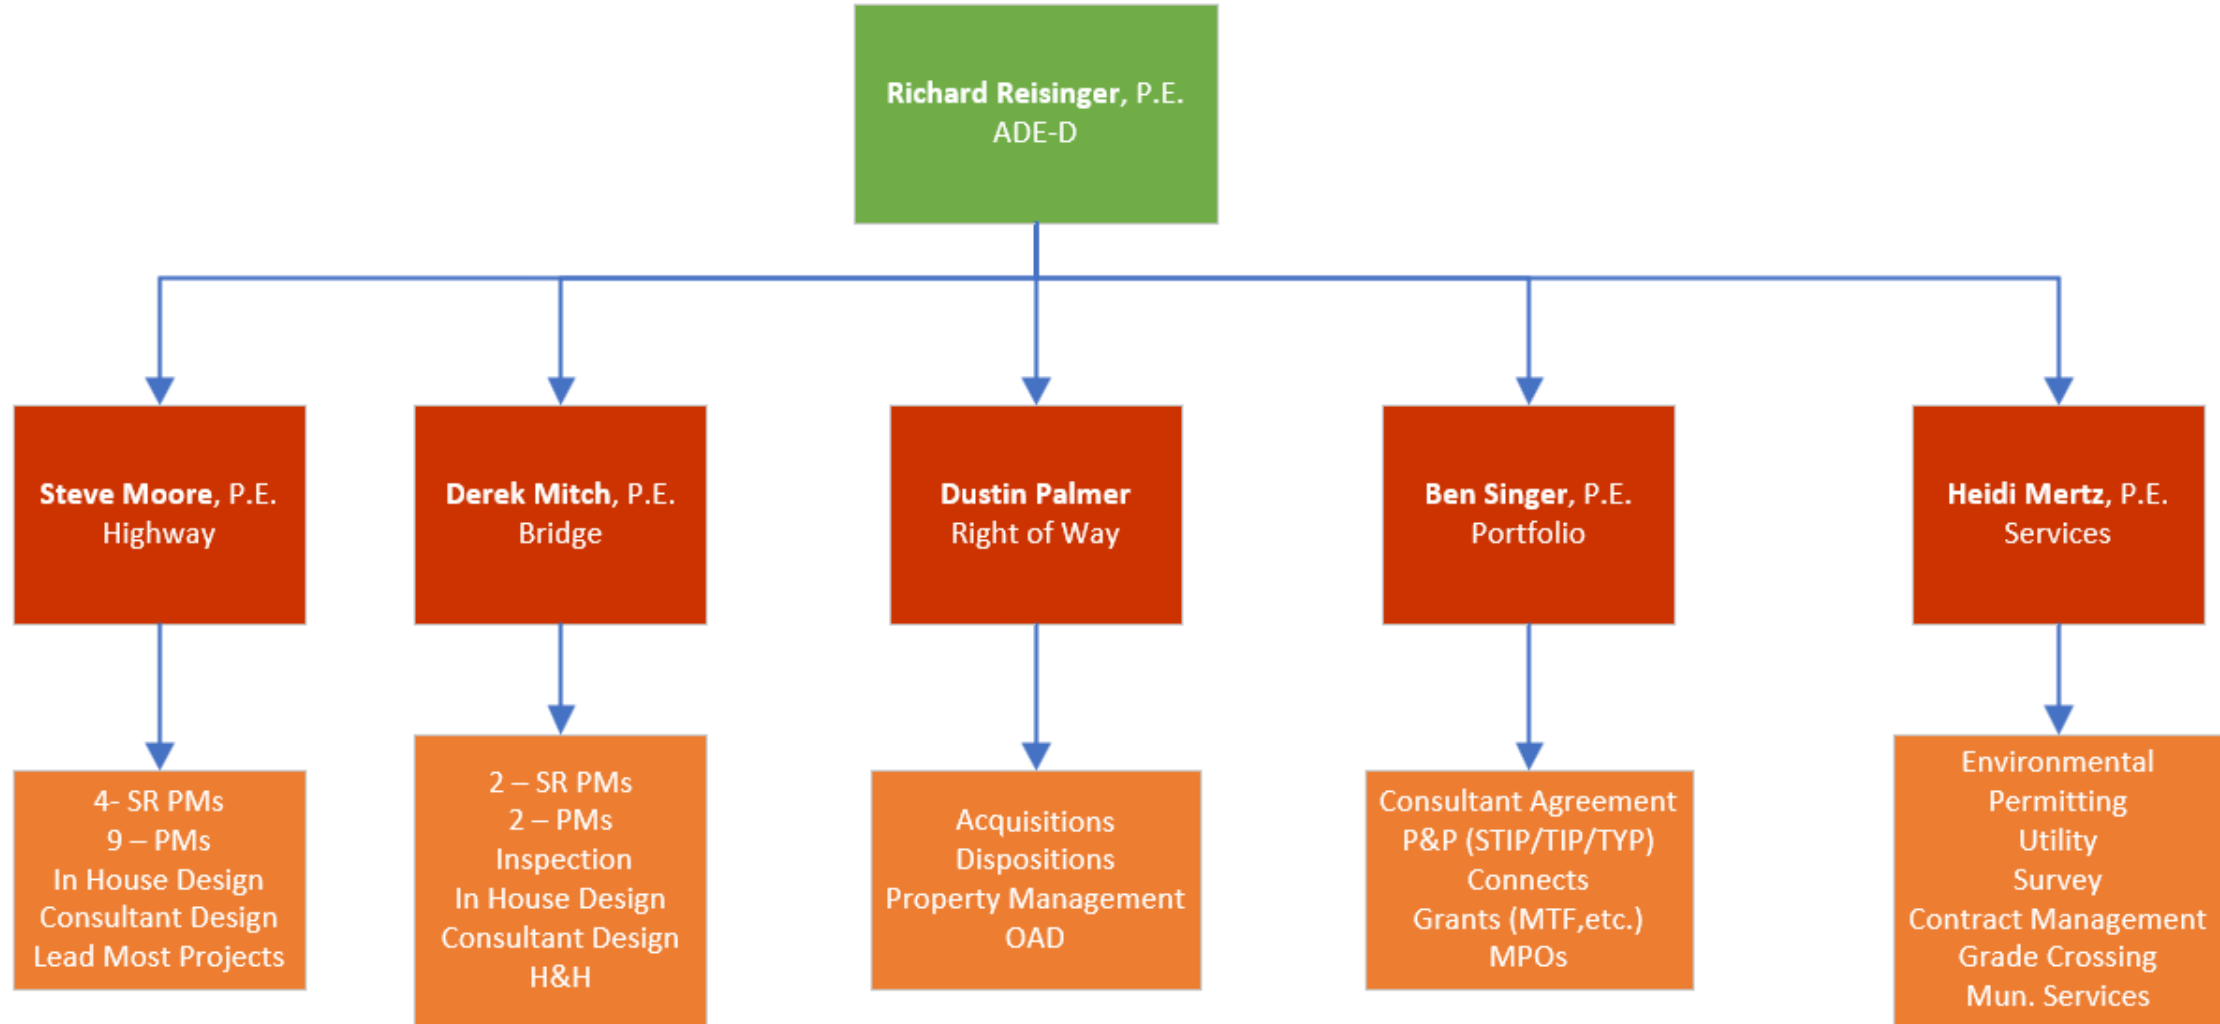 Richard Reisinger, P.E.
ADE-D
Steve Moore, P.E.
Highway
Derek Mitch, P.E.
Bridge
Dustin Palmer
Right of Way
Ben Singer, P.E.
Portfolio
Heidi Mertz, P.E.
Services
4- SR PMs
9 – PMs
In House Design
Consultant Design
Lead Most Projects
2 – SR PMs
2 – PMs
Inspection
In House Design
Consultant Design
H&H
Acquisitions
Dispositions
Property Management
OAD
Consultant Agreement
P&P (STIP/TIP/TYP)
Connects
Grants (MTF,etc.)
MPOs
Environmental
Permitting
Utility
Survey
Contract Management
Grade Crossing
Mun. Services